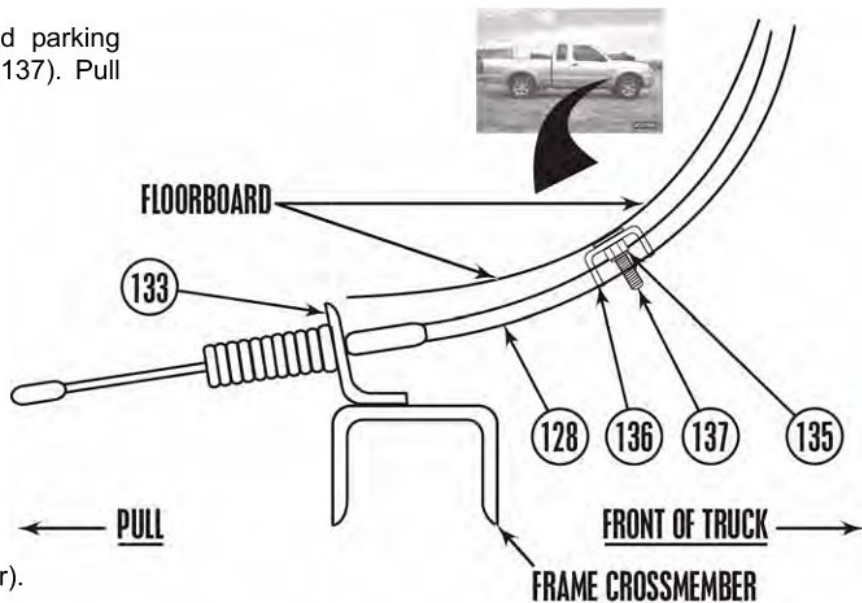 d parking
137). Pull
FLOORBOARD
133
128
136
137
135
PULL
FRONT OF TRUCK
r).
FRAME CROSSMEMBER